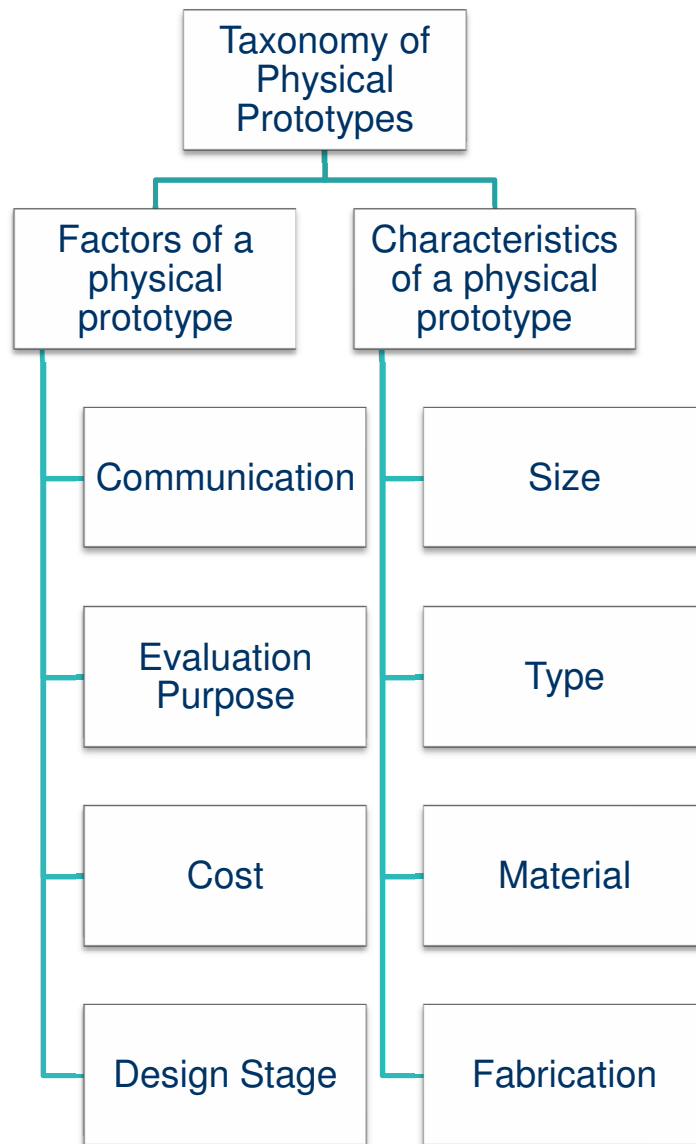 Taxonomy of
Physical
Prototypes
Factors of a
physical
prototype
Characteristics
of a physical
prototype
Communication
Size
Evaluation
Purpose
Type
Cost
Material
Design Stage
Fabrication